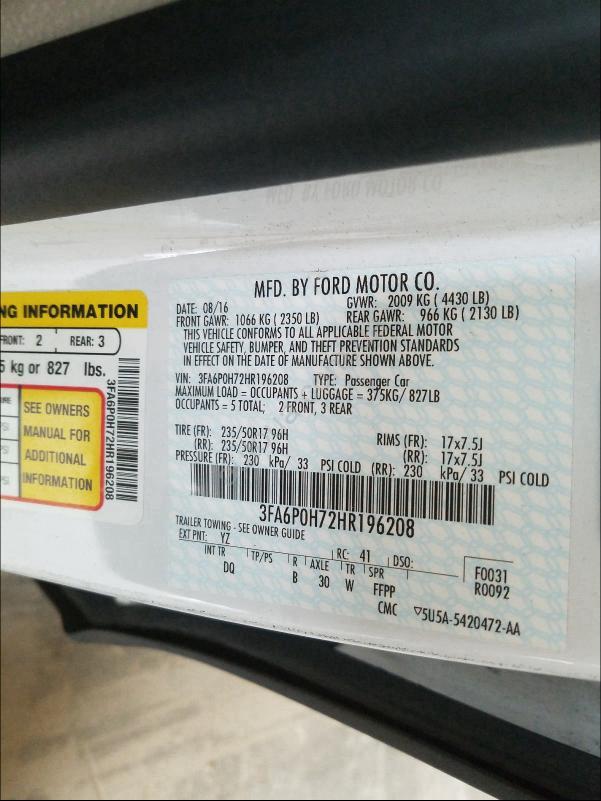 MFD. BY FORD MOTOR CO.
DATE: 08/16 GVWR: 2009 KG ( 4430 LB)
FRONT GAWR: 1066 KG ( 2350 LB) REAR GAWR: 966 KG ( 2130 LB)
THIS VEHICLE CONFORMS TO ALL APPLICABLE FEDERAL MOTOR
VEHICLE SAFETY, BUMPER, AND THEFT PREVENTION STANDARDS
IN EFFECT ON THE DATE OF MANUFACTURE SHOWN ABOVE.
VIN: 3FA6P0H72HR196208 TYPE: Passenger Car
MAXIMUM LOAD = OCCUPANTS + LUGGAGE = 375KG/ 827LB
OCCUPANTS = 5 TOTAL; 2 FRONT, 3 REAR
TIRE (FR): 235/50R17 96H RIMS (FR): 17x7.5J
(RR): 235/50R17 96H (RR): 17x7.5J
PRESSURE (FR): 230 kPa/ 33 PSI COLD (RR): 230 kPa/ 33 PSI COLD
3FA6P0H72HR196208
TRAILER TOWING - SEE OWNER GUIDE
EXT PNT: YZ RC: 41 DSO:
INT TR TP/PS R AXLE TR SPR F0031
DQ B 30 W FFPP R0092
CMC ▽5U5A-5420472-AA
NG INFORMATION
FRONT: 2 REAR: 3
5 kg or 827 lbs.
SEE OWNERS
MANUAL FOR
ADDITIONAL
INFORMATION
3FA6P0H72HR196208